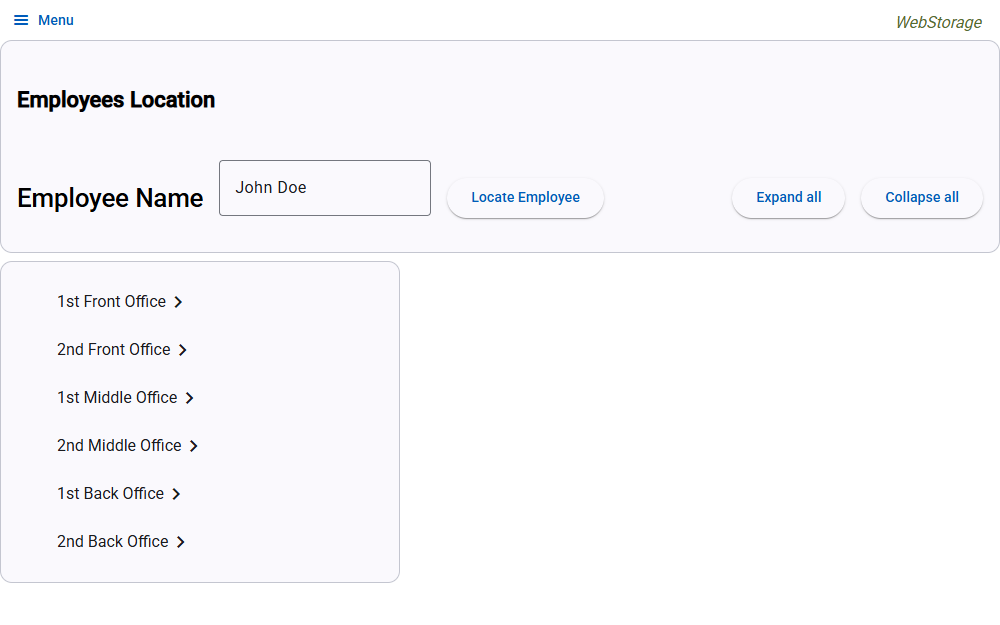 Menu
WebStorage
Employees Location
Employee Name
John Doe
Locate Employee
Expand all
Collapse all
1st Front Office
2nd Front Office
1st Middle Office
2nd Middle Office
1st Back Office
2nd Back Office